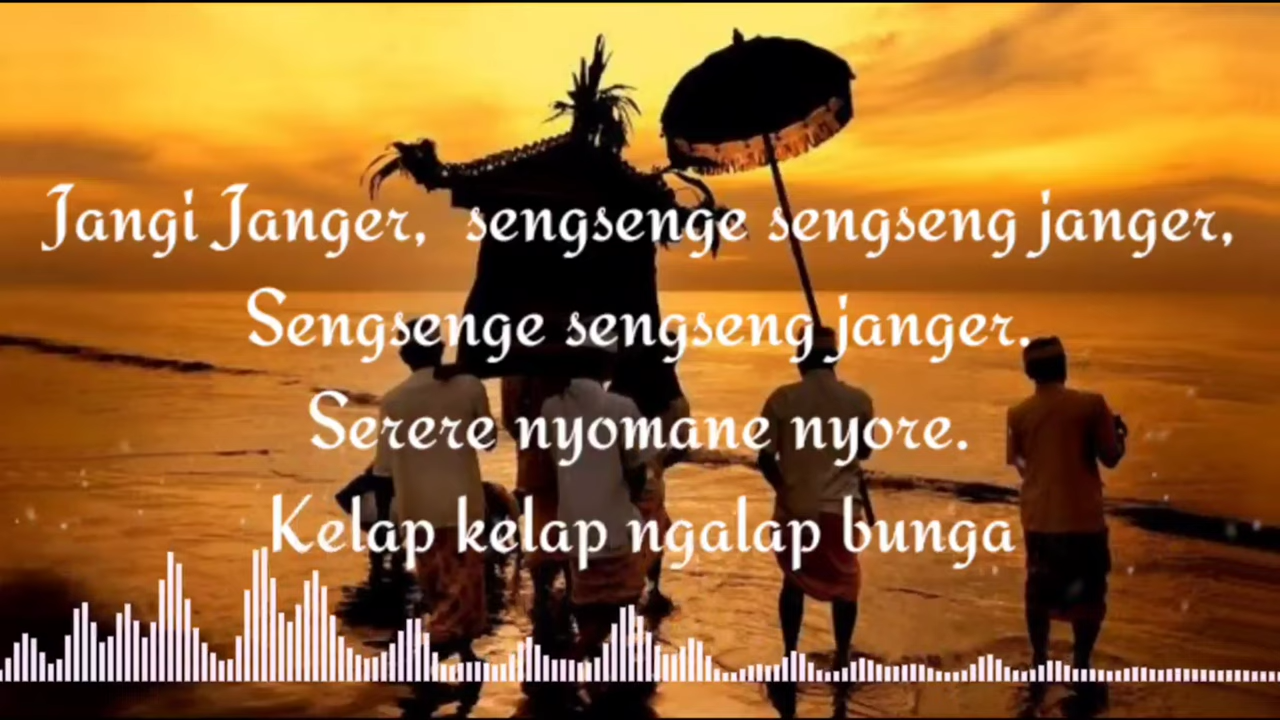 Jangi Janger, sengsenge sengseng janger,
Sengsenge sengseng janger.
Serere nyomane nyore.
Kelap kelap ngalap bunga